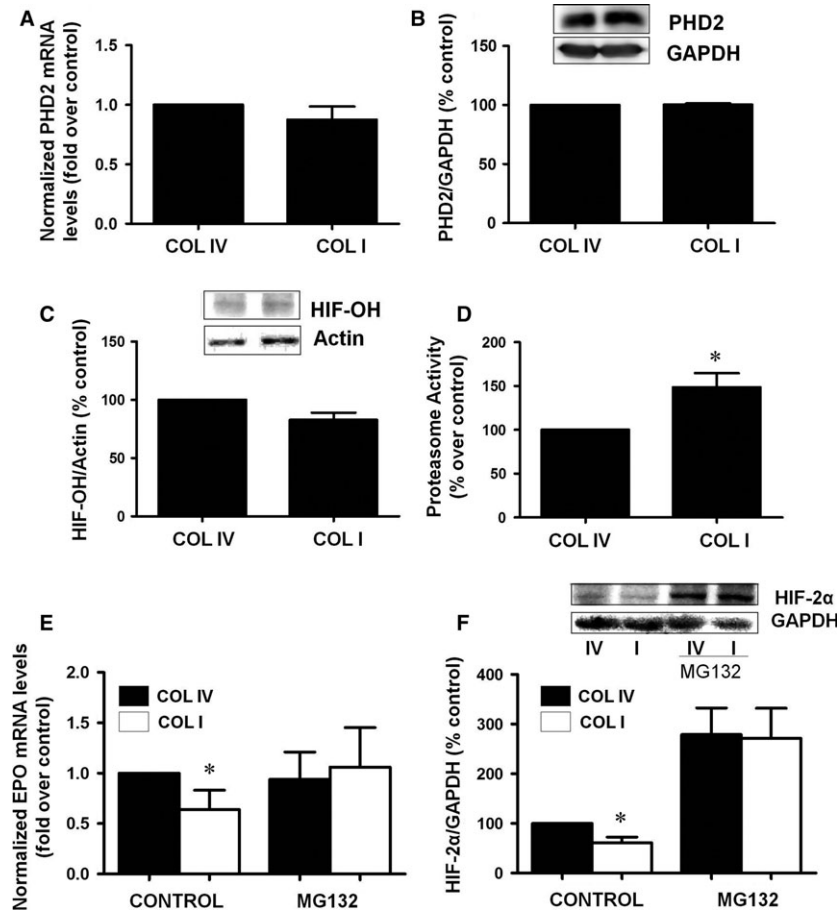 A
Normalized PHD2 mRNA
levels (fold over control)
1.5
1.0
0.5
0.0
COL IV
COL I
B
PHD2
GAPDH
PHD2/GAPDH (% control)
150
100
50
0
COL IV
COL I
C
HIF-OH
Actin
HIF-OH/Actin (% control)
150
100
50
0
COL IV
COL I
D
Proteasome Activity
(% over control)
200
150
100
50
0
*
COL IV
COL I
E
Normalized EPO mRNA levels
(fold over control)
2.0
1.5
1.0
0.5
0.0
COL IV
COL I
*
CONTROL
MG132
F
HIF-2α
GAPDH
IV I IV I
MG132
HIF-2α/GAPDH (% control)
400
300
200
100
0
COL IV
COL I
*
CONTROL
MG132